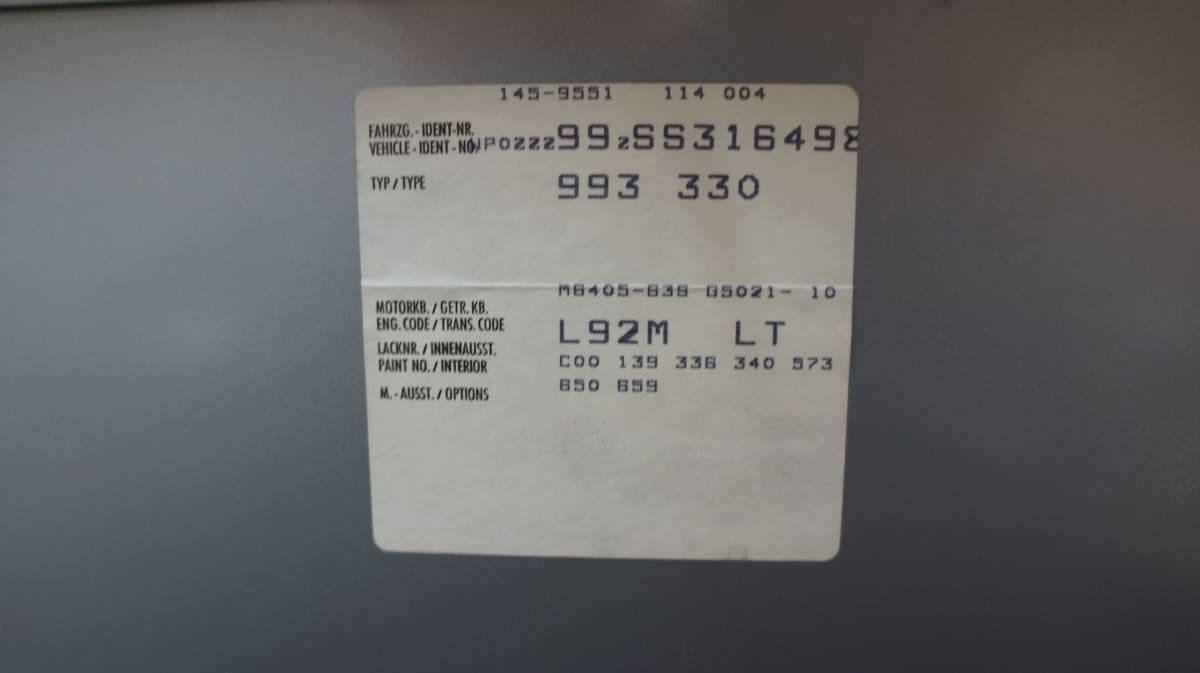 145-9551 114 004
FAHRZG.-IDENT-NR.
VEHICLE-IDENT-NO. WP0ZZZ99ZSS316498
TYP / TYPE 993 330
M6405-639 G5021- 10
MOTORKB. / GETR. KB.
ENG. CODE / TRANS. CODE L92M LT
LACKNR. / INNENAUSST.
PAINT NO. / INTERIOR C00 139 336 340 573
M.-AUSST. / OPTIONS 650 659